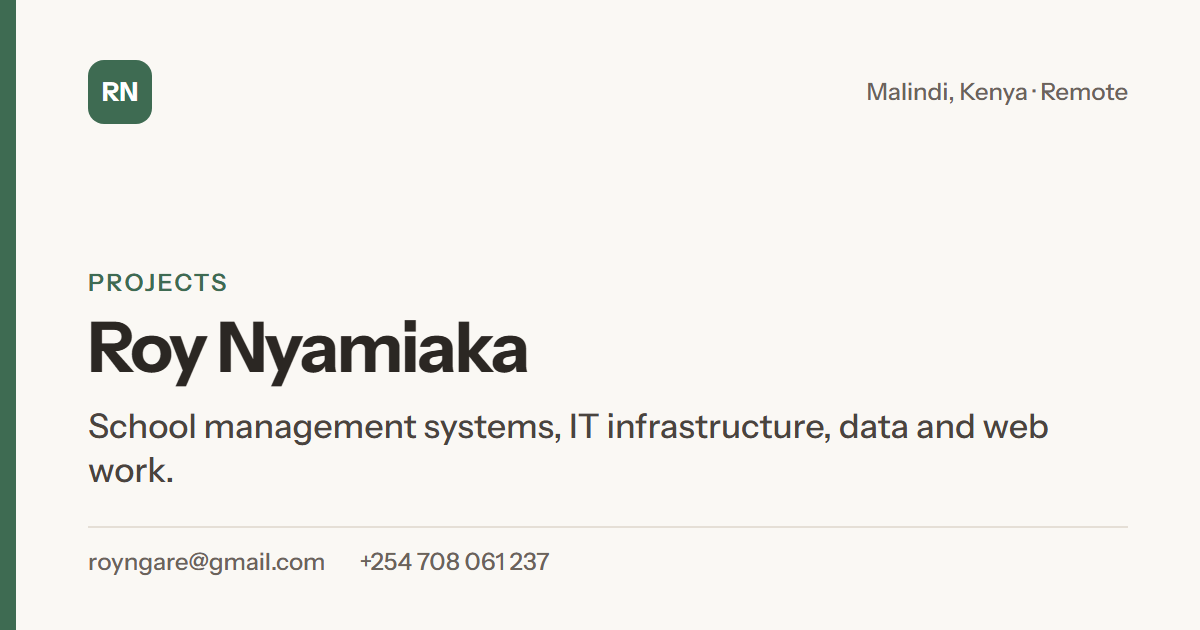 RN
Malindi, Kenya · Remote
PROJECTS
Roy Nyamiaka
School management systems, IT infrastructure, data and web
work.
royngare@gmail.com +254 708 061 237